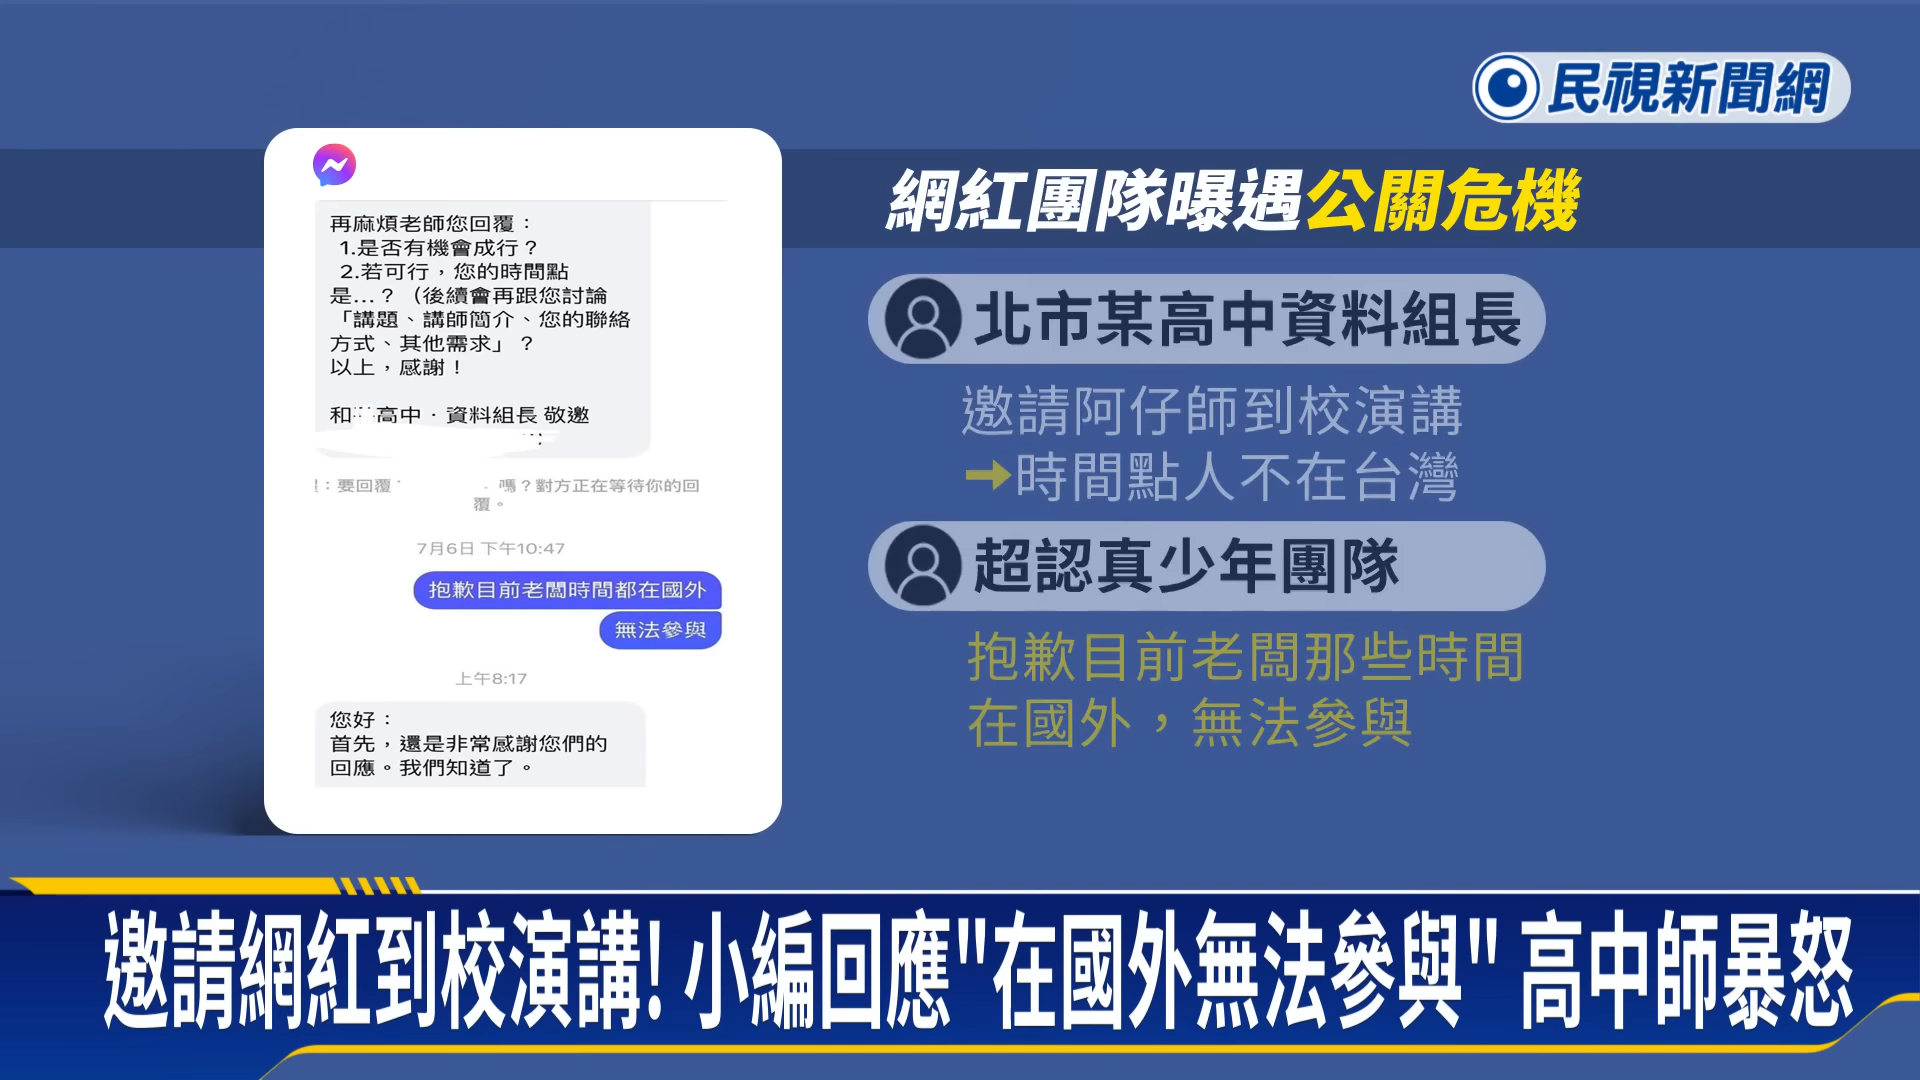 民視新聞網
網紅團隊曝遇公關危機
再麻煩老師您回覆：
1.是否有機會成行？
2.若可行，您的時間點
是...？（後續會再跟您討論
「講題、講師簡介、您的聯絡
方式、其他需求」？
以上，感謝！
高中．資料組長 敬邀
：要回覆
嗎？對方正在等待你的回
覆。
7月6日 下午10:47
抱歉目前老闆時間都在國外
無法參與
上午8:17
您好：
首先，還是非常感謝您們的
回應。我們知道了。
北市某高中資料組長
邀請阿仔師到校演講
➡時間點人不在台灣
超認真少年團隊
抱歉目前老闆那些時間
在國外，無法參與
邀請網紅到校演講! 小編回應"在國外無法參與" 高中師暴怒